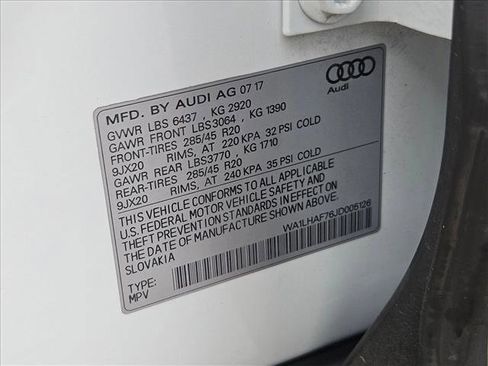 MFD. BY AUDI AG 07 17
GVWR LBS 6437 , KG 2920
GAWR FRONT LBS3064 , KG 1390
FRONT-TIRES 285/45 R20
9JX20 RIMS, AT 220 KPA 32 PSI COLD
GAWR REAR LBS3770 , KG 1710
REAR-TIRES 285/45 R20
9JX20 RIMS, AT 240 KPA 35 PSI COLD
THIS VEHICLE CONFORMS TO ALL APPLICABLE
U.S. FEDERAL MOTOR VEHICLE SAFETY AND
THEFT PREVENTION STANDARDS IN EFFECT ON
THE DATE OF MANUFACTURE SHOWN ABOVE.
SLOVAKIA
WA1LHAF76JD005126
TYPE:
MPV
Audi